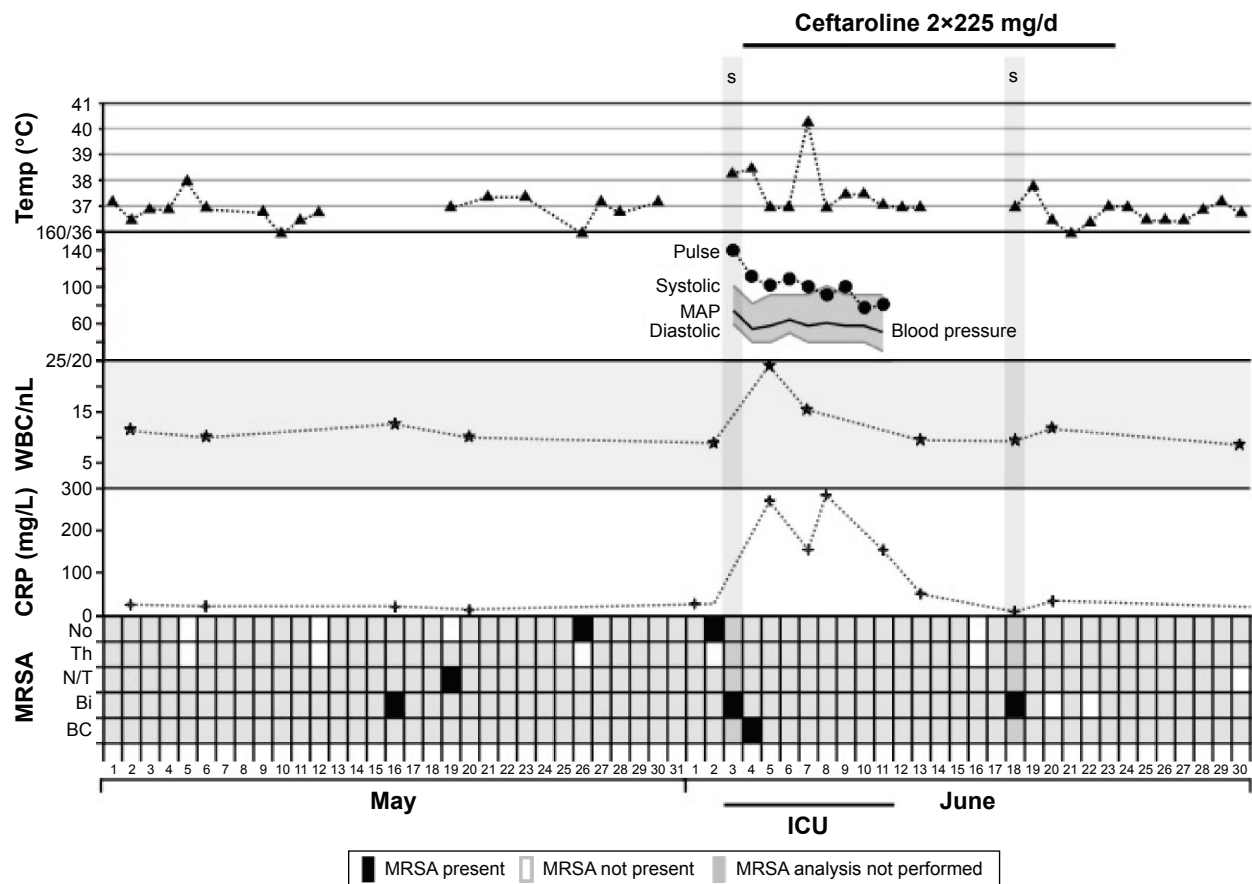 Ceftaroline 2×225 mg/d
s s
Temp (°C)
41
40
39
38
37
160/36
140
100
60
Pulse
Systolic
MAP
Diastolic
Blood pressure
25/20
WBC/nL
15
5
300
CRP (mg/L)
200
100
0
MRSA
No
Th
N/T
Bi
BC
1 2 3 4 5 6 7 8 9 10 11 12 13 14 15 16 17 18 19 20 21 22 23 24 25 26 27 28 29 30 31 1 2 3 4 5 6 7 8 9 10 11 12 13 14 15 16 17 18 19 20 21 22 23 24 25 26 27 28 29 30
May June
ICU
MRSA present MRSA not present MRSA analysis not performed